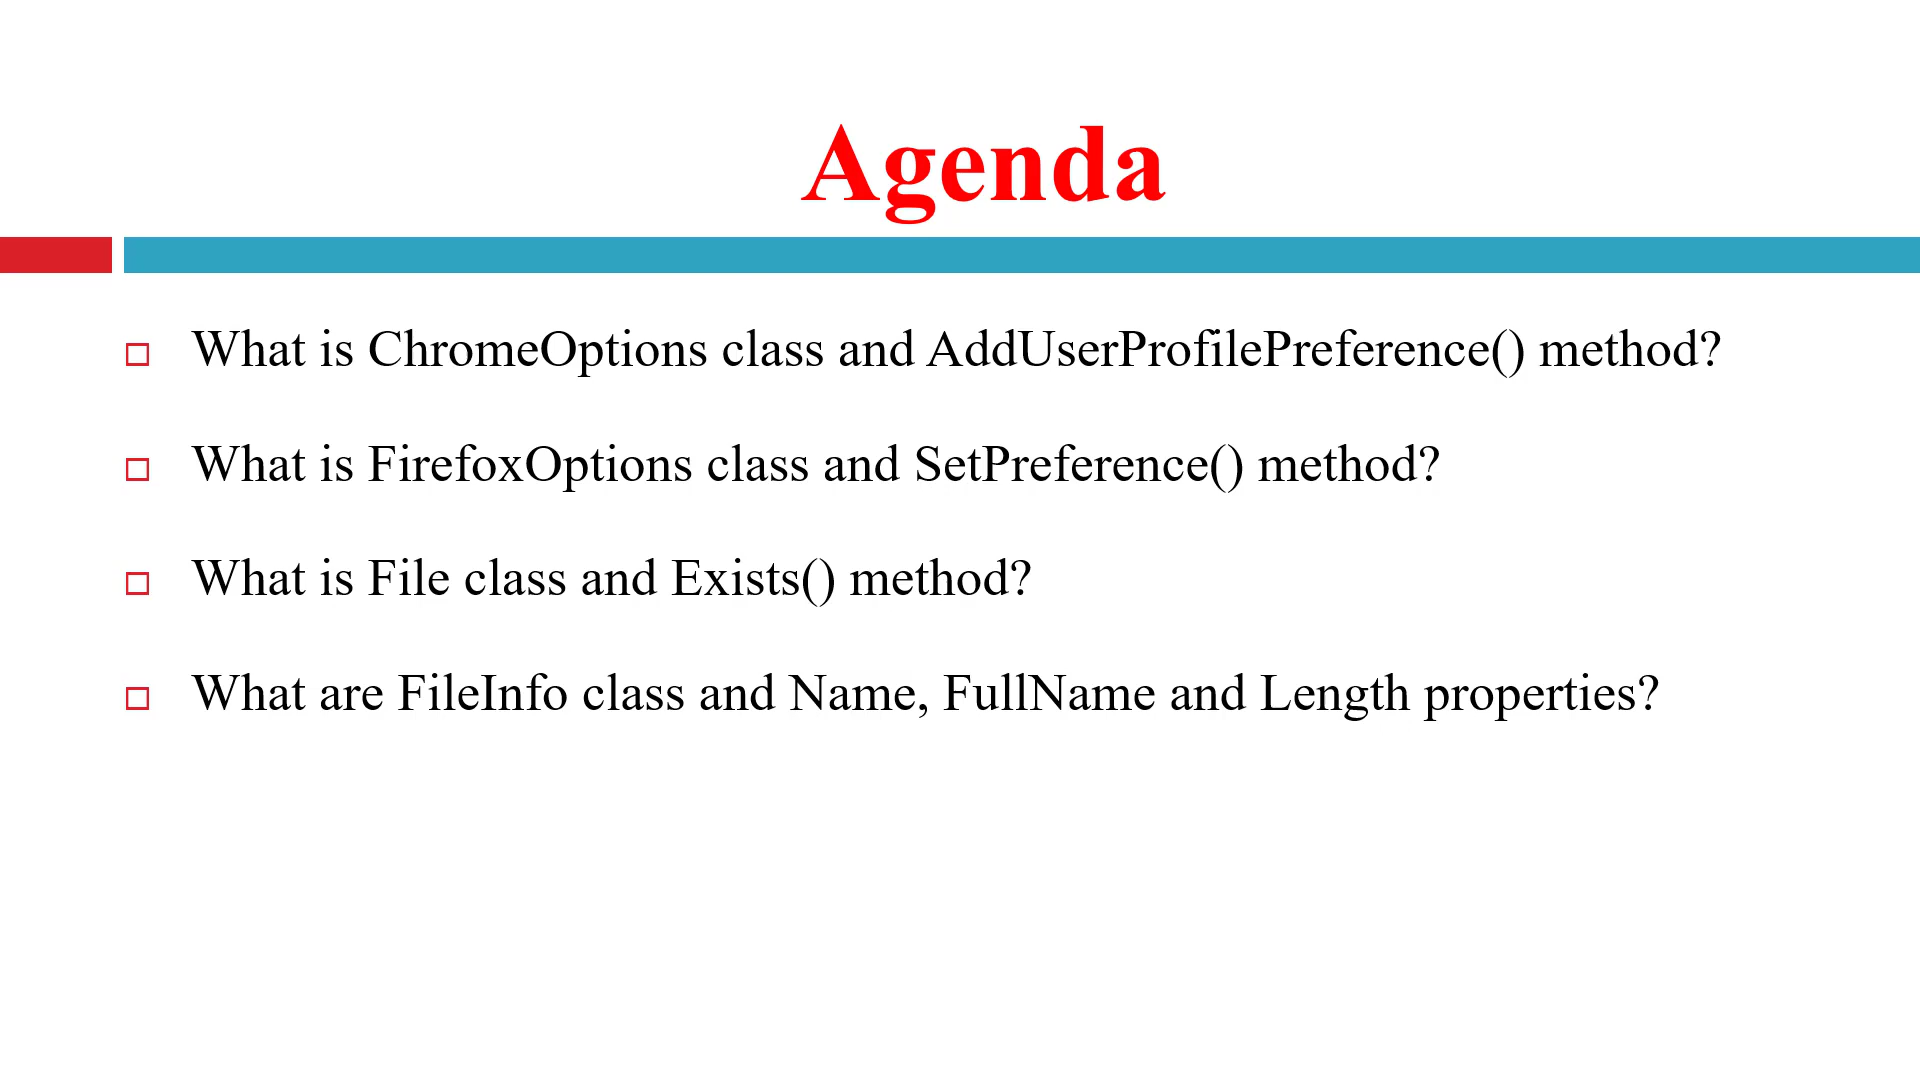 Agenda
What is ChromeOptions class and AddUserProfilePreference() method?
What is FirefoxOptions class and SetPreference() method?
What is File class and Exists() method?
What are FileInfo class and Name, FullName and Length properties?